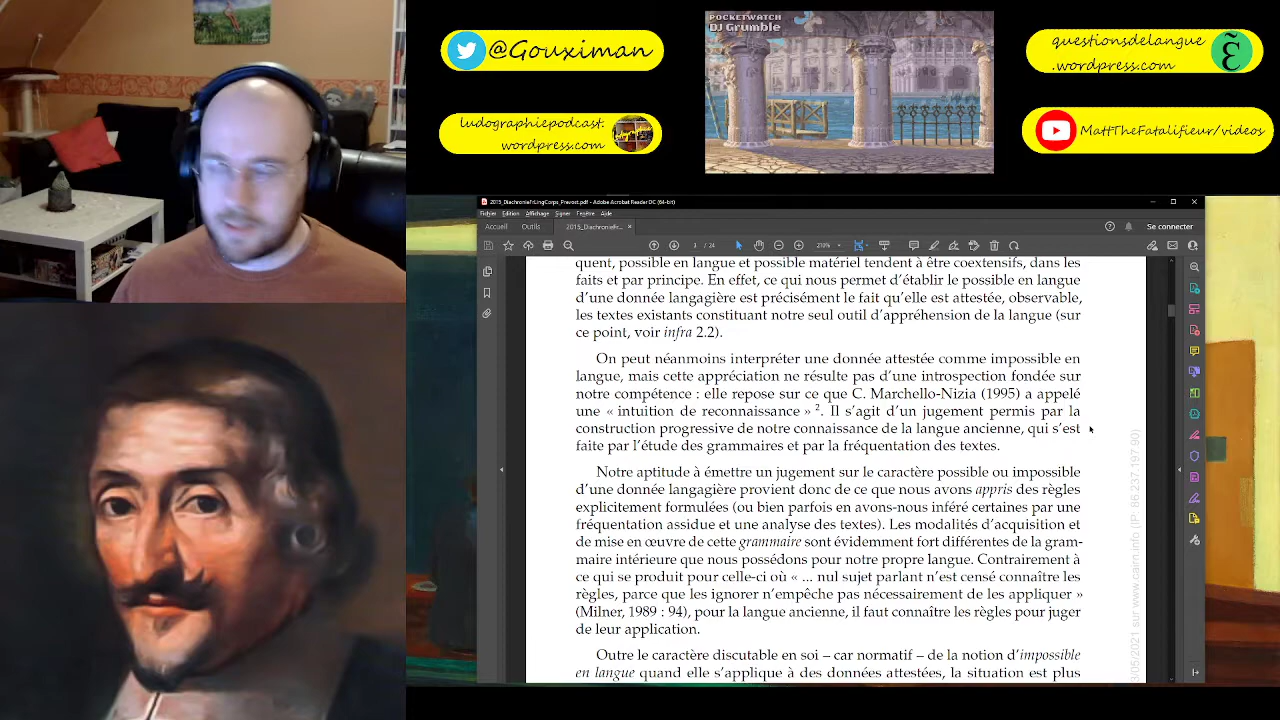 @Gouximan
ludographiepodcast.
wordpress.com
POCKETWATCH
DJ Grumble
questionsdelangue
.wordpress.com
ɛ̃
MattTheFatalifieur/videos
2015_DiachronieFrLingCorps_Prevost.pdf - Adobe Acrobat Reader DC (64-bit)
Fichier Edition Affichage Signer Fenêtre Aide
Accueil Outils 2015_DiachronieFr... × Se connecter
/ 24
quent, possible en langue et possible matériel tendent à être coextensifs, dans les
faits et par principe. En effet, ce qui nous permet d'établir le possible en langue
d'une donnée langagière est précisément le fait qu'elle est attestée, observable,
les textes existants constituant notre seul outil d'appréhension de la langue (sur
ce point, voir infra 2.2).
On peut néanmoins interpréter une donnée attestée comme impossible en
langue, mais cette appréciation ne résulte pas d'une introspection fondée sur
notre compétence : elle repose sur ce que C. Marchello-Nizia (1995) a appelé
une « intuition de reconnaissance » 2. Il s'agit d'un jugement permis par la
construction progressive de notre connaissance de la langue ancienne, qui s'est
faite par l'étude des grammaires et par la fréquentation des textes.
Notre aptitude à émettre un jugement sur le caractère possible ou impossible
d'une donnée langagière provient donc de ce que nous avons appris des règles
explicitement formulées (ou bien parfois en avons-nous inféré certaines par une
fréquentation assidue et une analyse des textes). Les modalités d'acquisition et
de mise en œuvre de cette grammaire sont évidemment fort différentes de la gram-
maire intérieure que nous possédons pour notre propre langue. Contrairement à
ce qui se produit pour celle-ci où « ... nul sujet parlant n'est censé connaître les
règles, parce que les ignorer n'empêche pas nécessairement de les appliquer »
(Milner, 1989 : 94), pour la langue ancienne, il faut connaître les règles pour juger
de leur application.
Outre le caractère discutable en soi – car normatif – de la notion d'impossible
en langue quand elle s'applique à des données attestées, la situation est plus
3/05/2021 sur www.cairn.info (IP: 86.237.197.90)